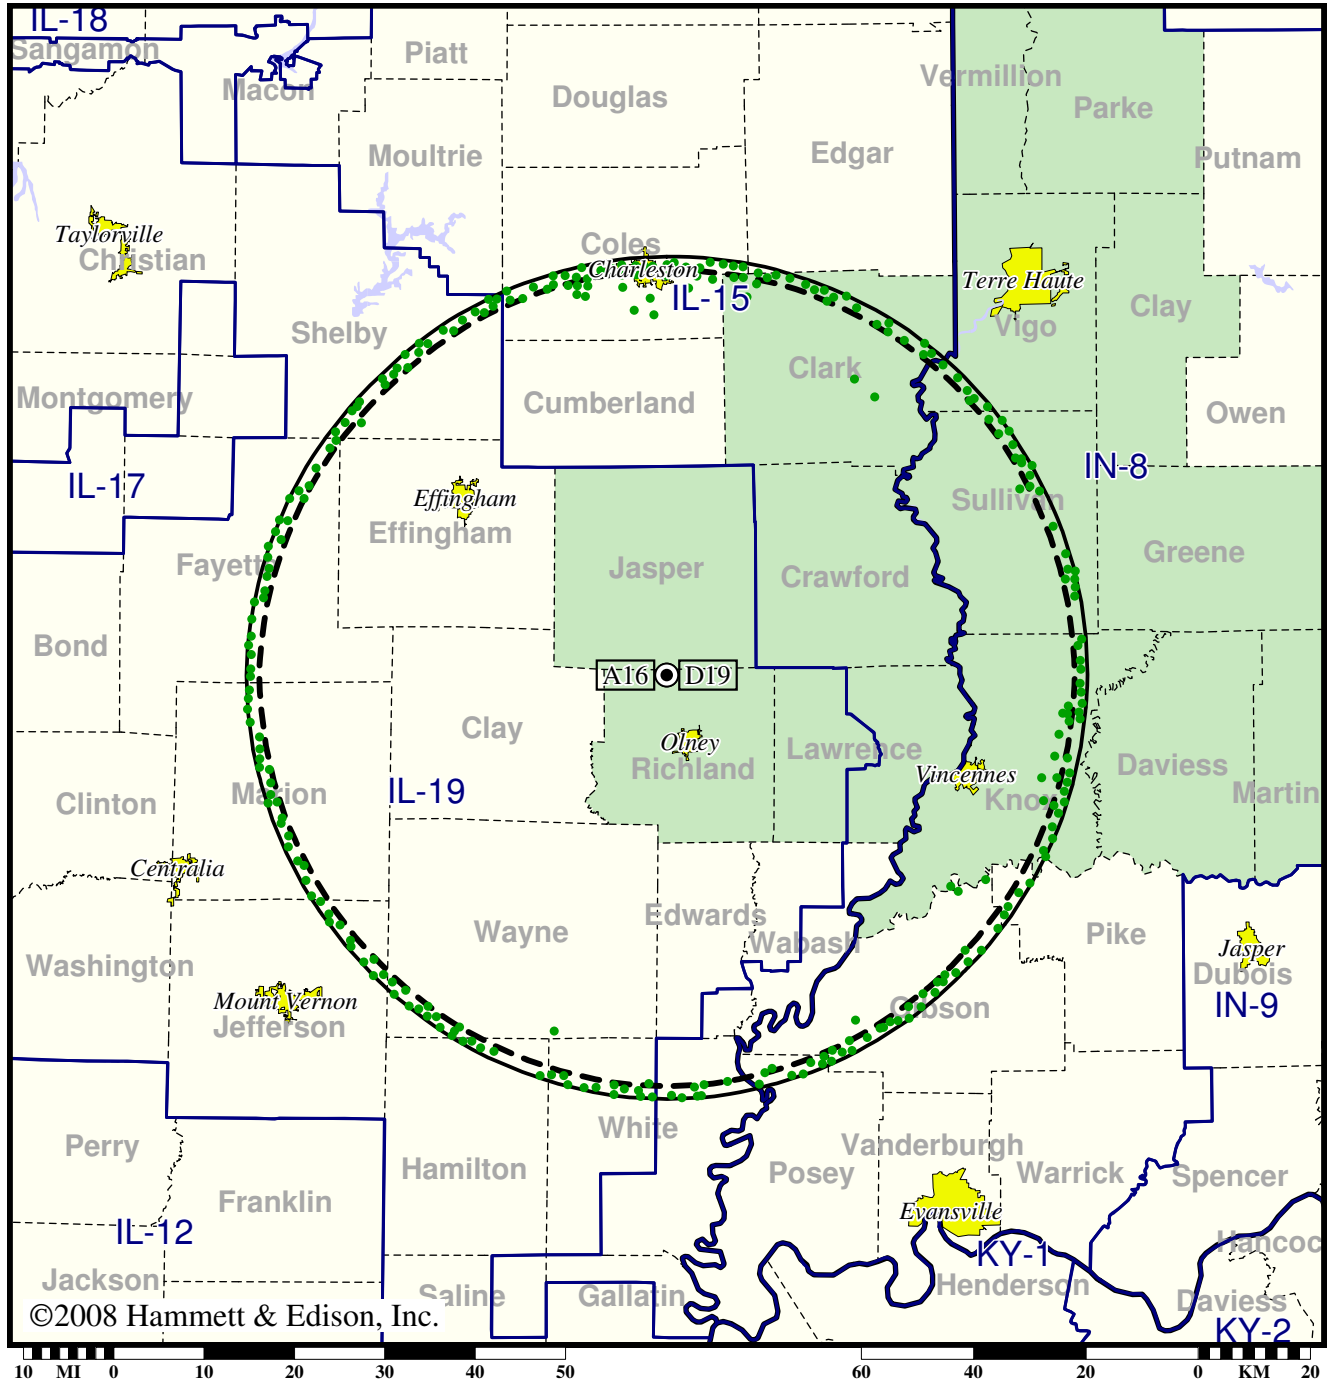 IL-18
Sangamon
Piatt
Macon
Douglas
Vermillion
Parke
Moultrie
Edgar
Putnam
Taylorville
Christian
Coles
Charleston
IL-15
Terre Haute
Vigo
Clay
Shelby
Clark
Montgomery
Cumberland
Owen
IL-17
IN-8
Effingham
Effingham
Sullivan
Fayett
Jasper
Crawford
Greene
Bond
A16
D19
Clay
Olney
Richland
Lawrence
Vincennes
Knox
Daviess
Martin
Clinton
Marion
IL-19
Centralia
Wayne
Edwards
Wabash
Pike
Jasper
Dubois
IN-9
Washington
Mount Vernon
Jefferson
Gibson
Perry
White
Hamilton
Posey
Vanderburgh
Warrick
Spencer
Franklin
Evansville
IL-12
KY-1
Hancoc
Jackson
Saline
Gallatin
Henderson
Daviess
KY-2
©2008 Hammett & Edison, Inc.
10 MI 0 10 20 30 40 50 60 40 20 0 KM 20